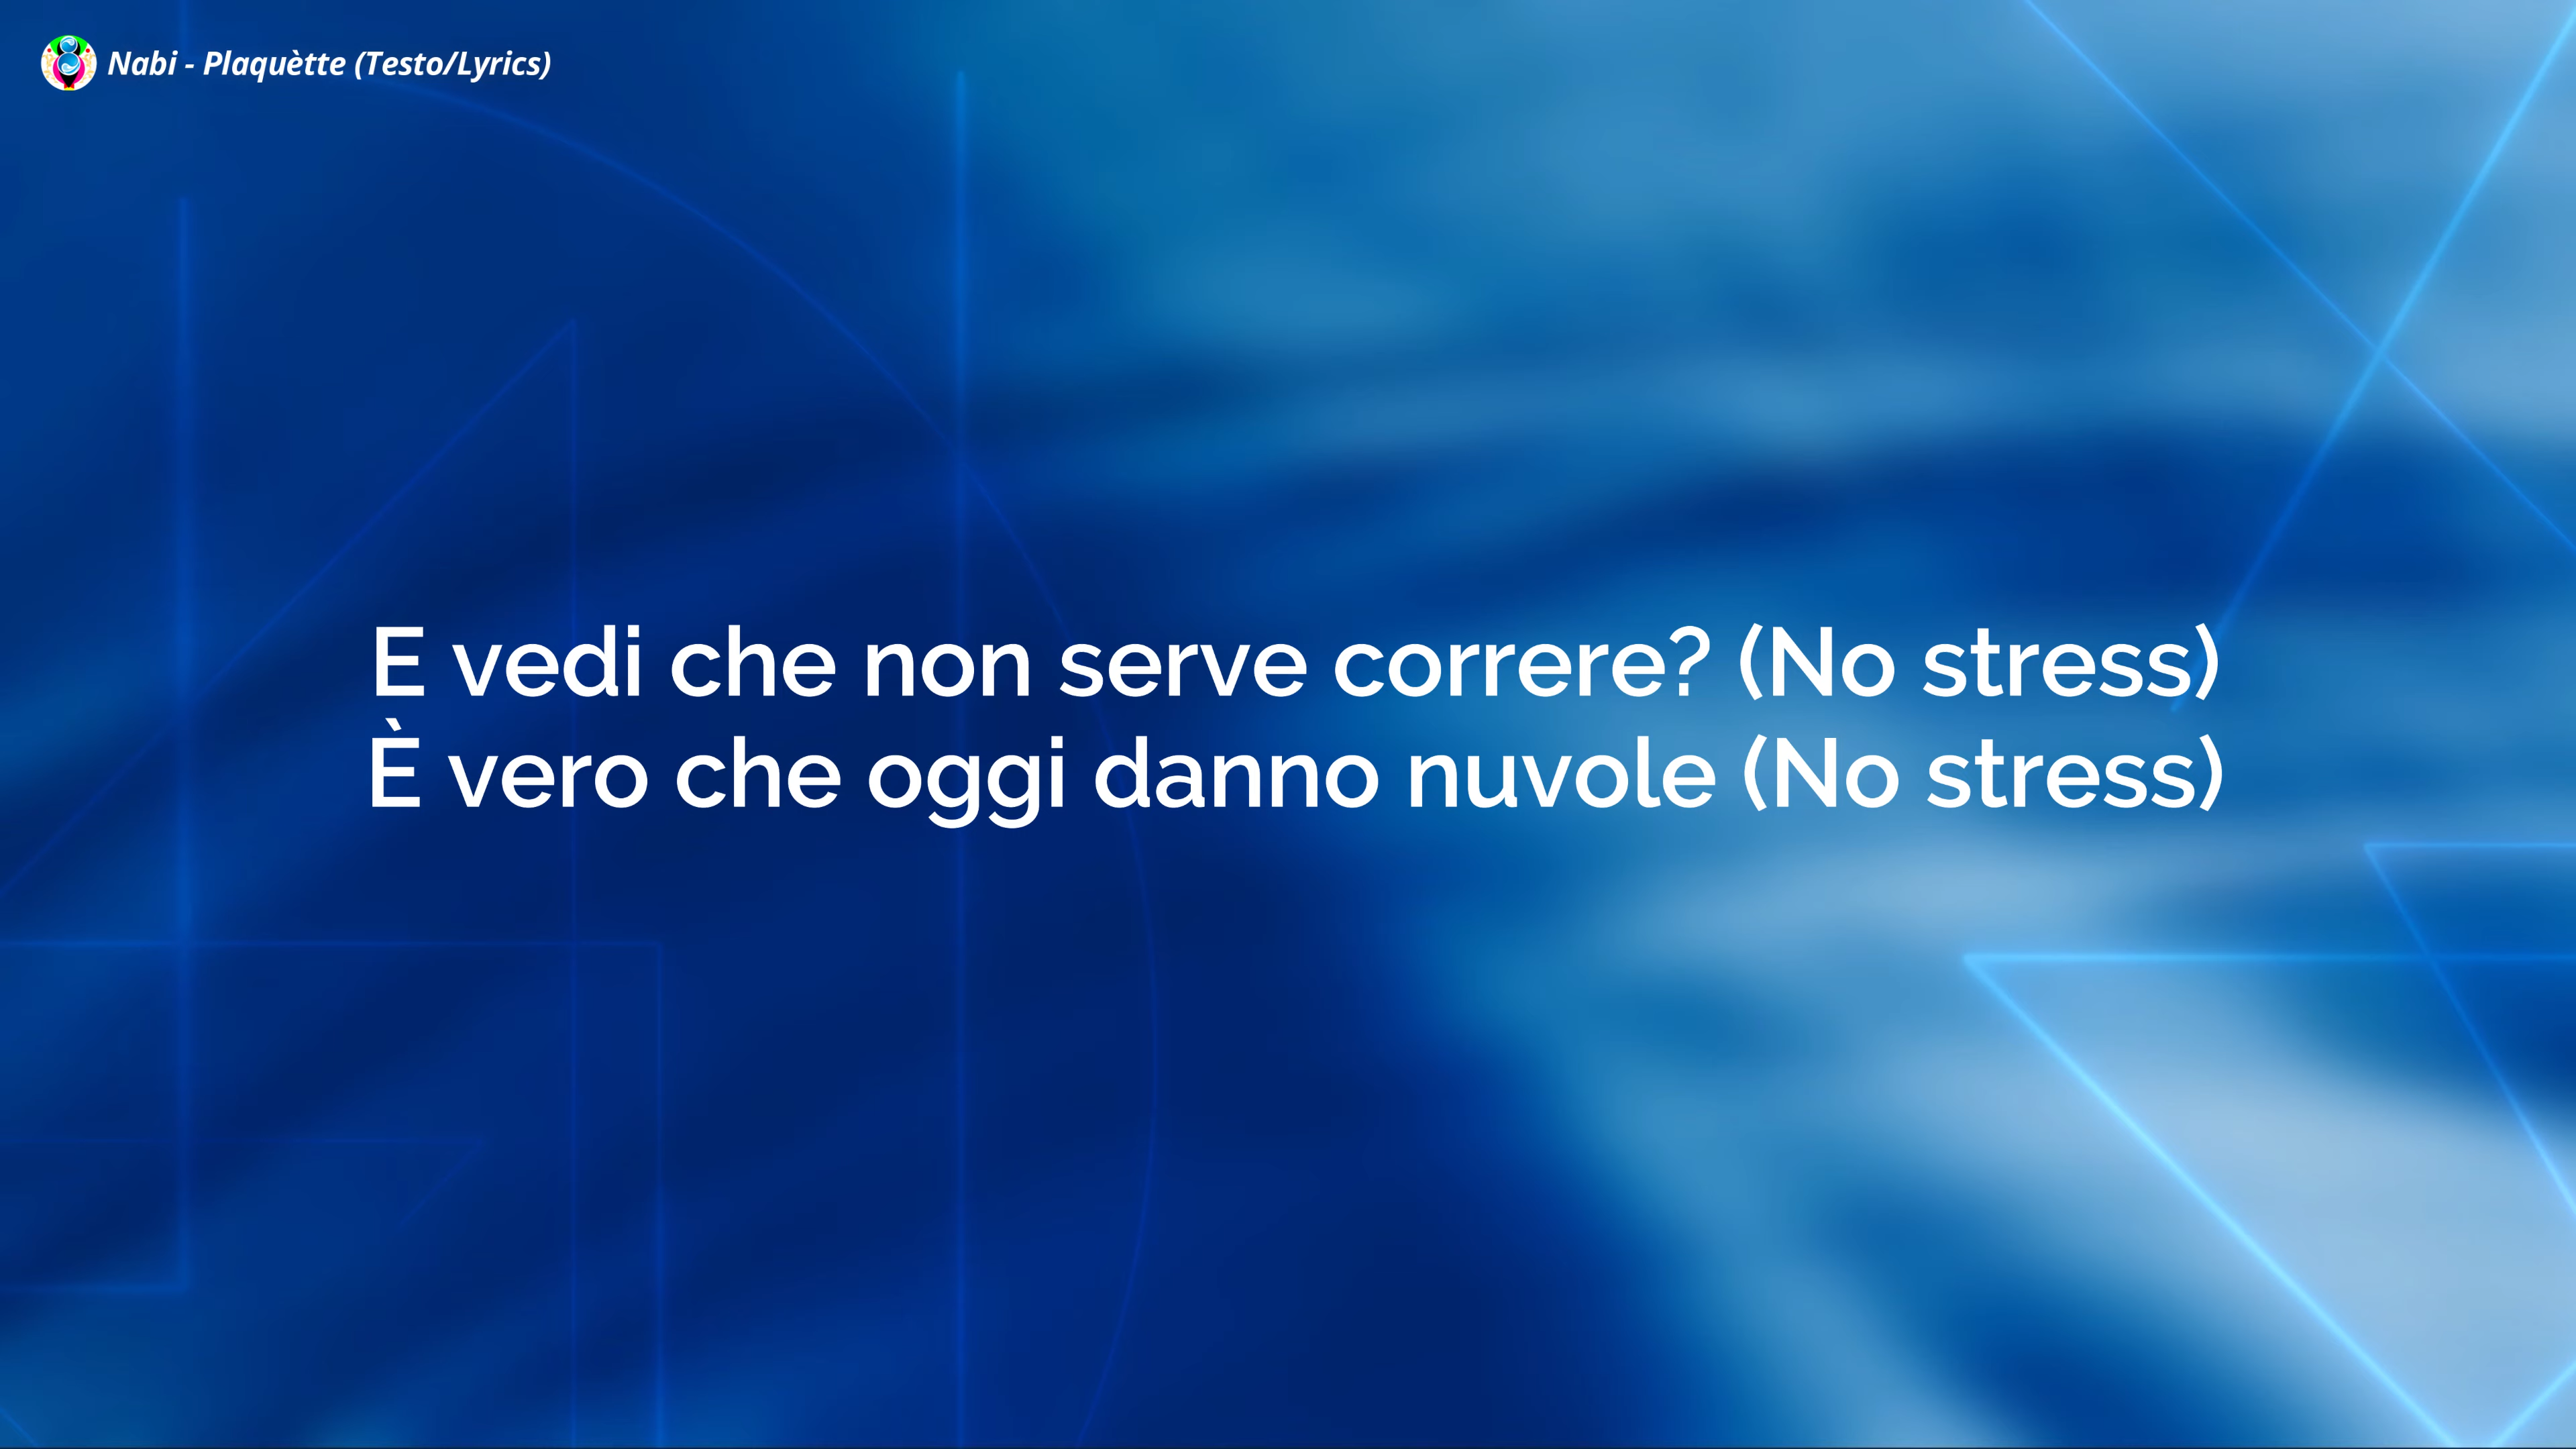 Nabi - Plaquètte (Testo/Lyrics)
E vedi che non serve correre? (No stress)
È vero che oggi danno nuvole (No stress)